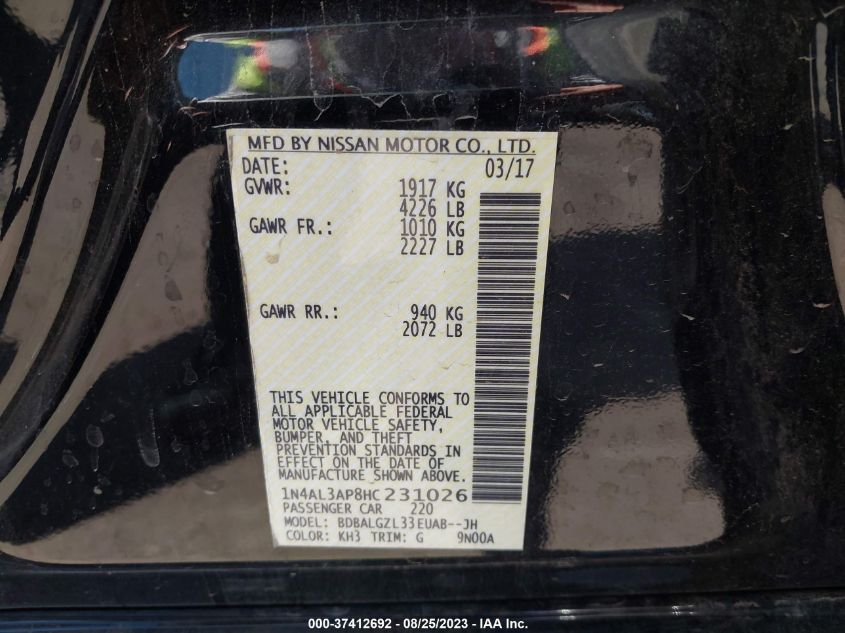 MFD BY NISSAN MOTOR CO., LTD.
DATE: 03/17
GVWR: 1917 KG
4226 LB
GAWR FR.: 1010 KG
2227 LB
GAWR RR.: 940 KG
2072 LB
THIS VEHICLE CONFORMS TO
ALL APPLICABLE FEDERAL
MOTOR VEHICLE SAFETY,
BUMPER, AND THEFT
PREVENTION STANDARDS IN
EFFECT ON THE DATE OF
MANUFACTURE SHOWN ABOVE.
1N4AL3AP8HC231026
PASSENGER CAR 220
MODEL: BDBALGZL33EUAB--JH
COLOR: KH3 TRIM: G 9N00A
000-37412692 - 08/25/2023 - IAA Inc.